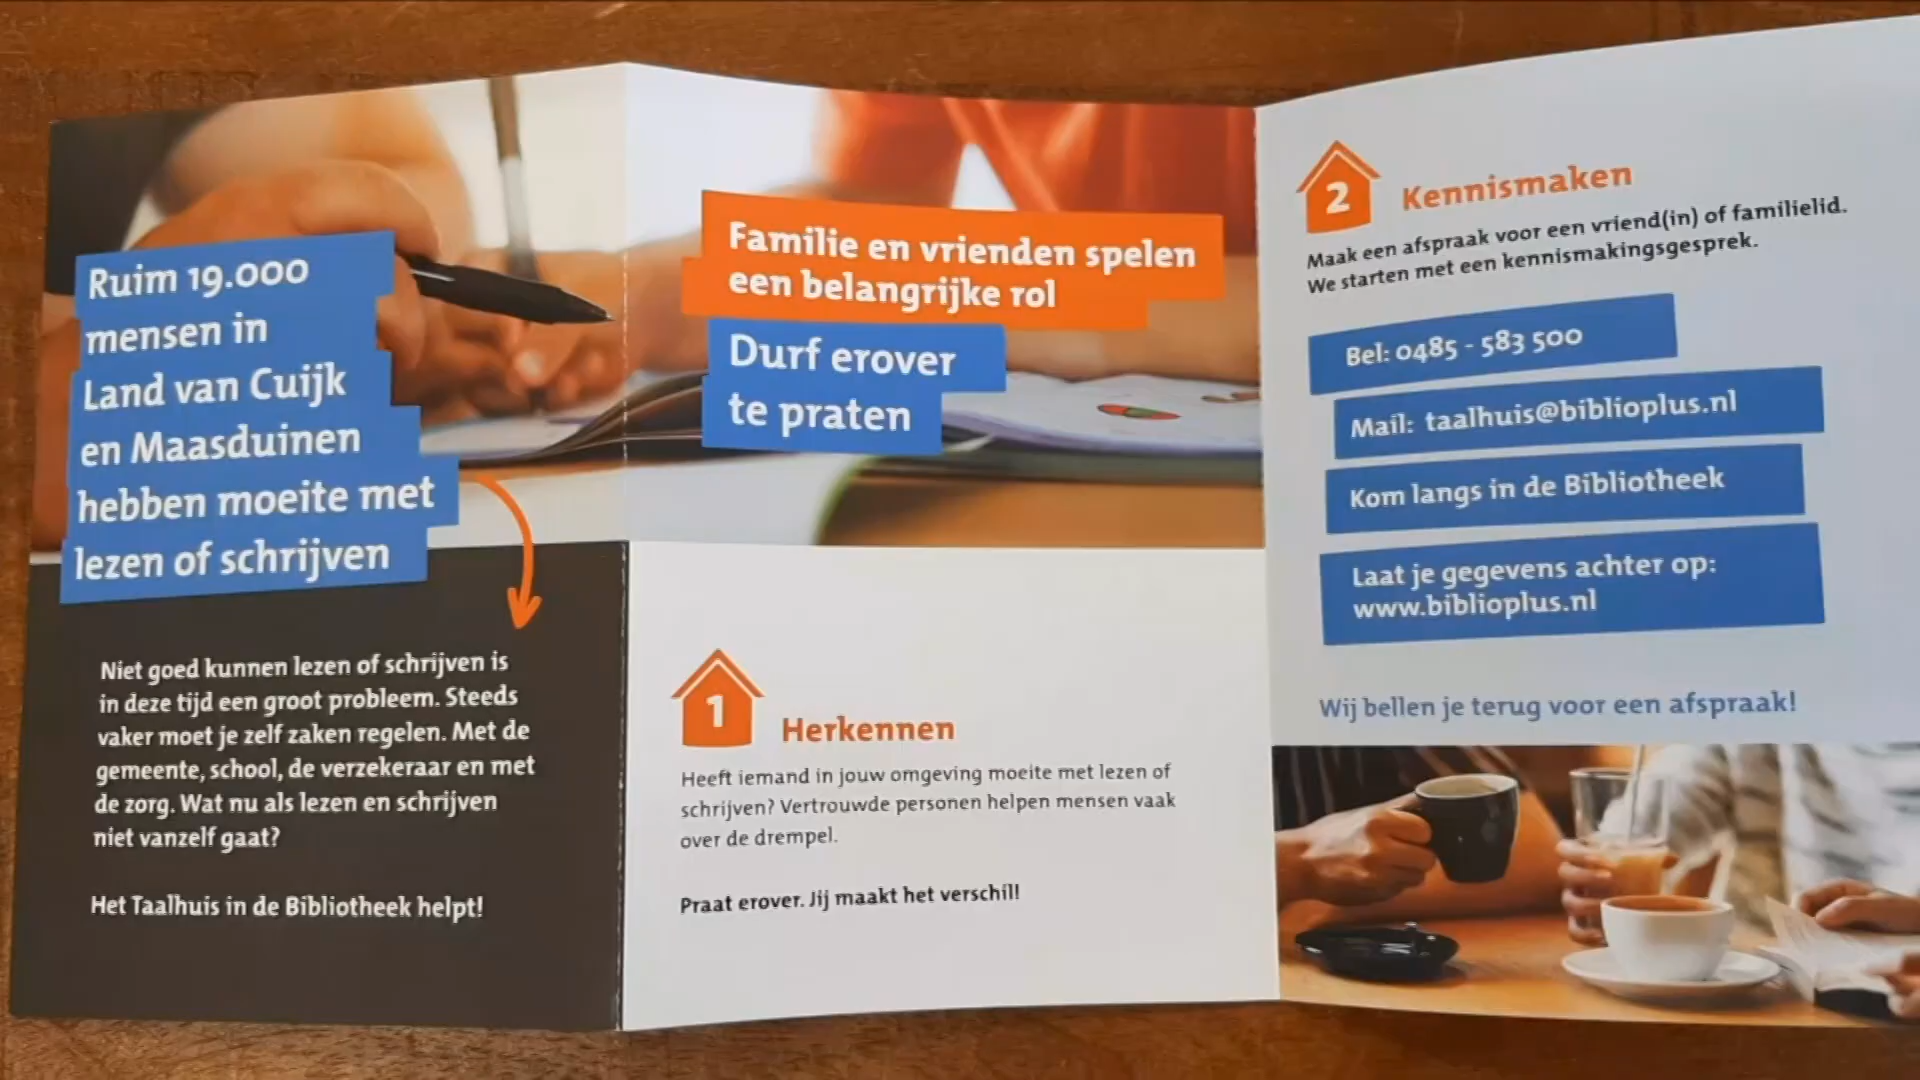 Ruim 19.000
mensen in
Land van Cuijk
en Maasduinen
hebben moeite met
lezen of schrijven
Niet goed kunnen lezen of schrijven is
in deze tijd een groot probleem. Steeds
vaker moet je zelf zaken regelen. Met de
gemeente, school, de verzekeraar en met
de zorg. Wat nu als lezen en schrijven
niet vanzelf gaat?
Het Taalhuis in de Bibliotheek helpt!
Familie en vrienden spelen
een belangrijke rol
Durf erover
te praten
1 Herkennen
Heeft iemand in jouw omgeving moeite met lezen of
schrijven? Vertrouwde personen helpen mensen vaak
over de drempel.
Praat erover. Jij maakt het verschil!
2 Kennismaken
Maak een afspraak voor een vriend(in) of familielid.
We starten met een kennismakingsgesprek.
Bel: 0485 - 583 500
Mail: taalhuis@biblioplus.nl
Kom langs in de Bibliotheek
Laat je gegevens achter op:
www.biblioplus.nl
Wij bellen je terug voor een afspraak!